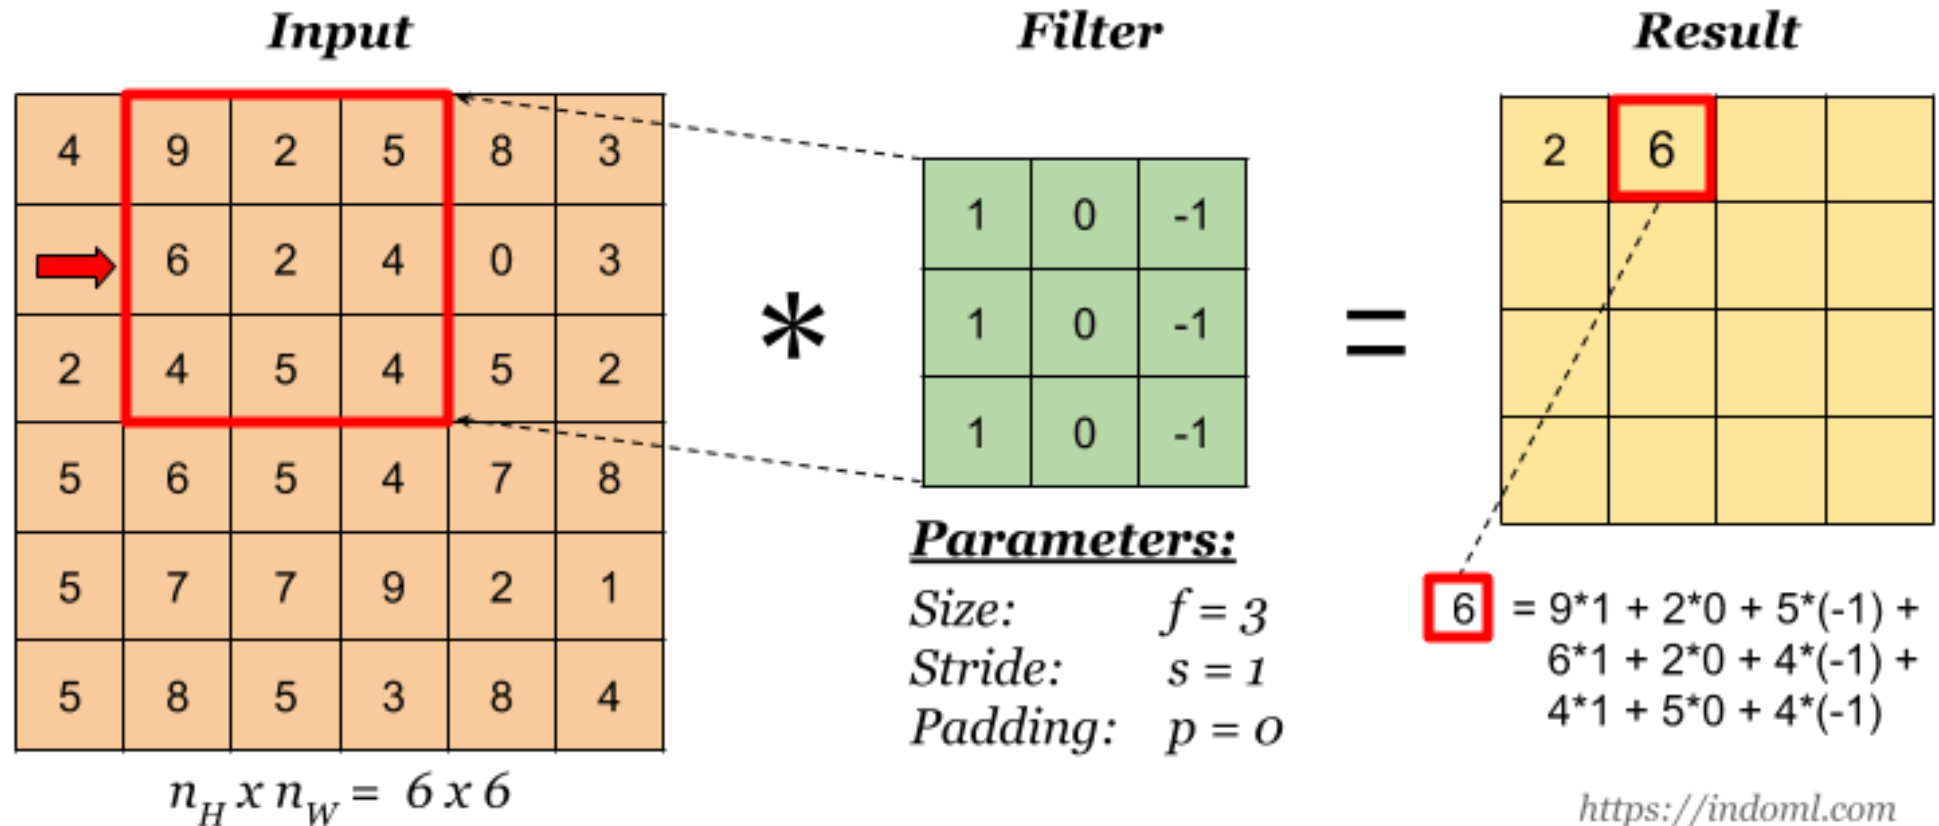 Input
Filter
Result
4 9 2 5 8 3
6 2 4 0 3
2 4 5 4 5 2
5 6 5 4 7 8
5 7 7 9 2 1
5 8 5 3 8 4
n_H x n_W = 6 x 6
*
1 0 -1
1 0 -1
1 0 -1
Parameters:
Size: f = 3
Stride: s = 1
Padding: p = 0
=
2 6
6 = 9*1 + 2*0 + 5*(-1) +
6*1 + 2*0 + 4*(-1) +
4*1 + 5*0 + 4*(-1)
https://indoml.com